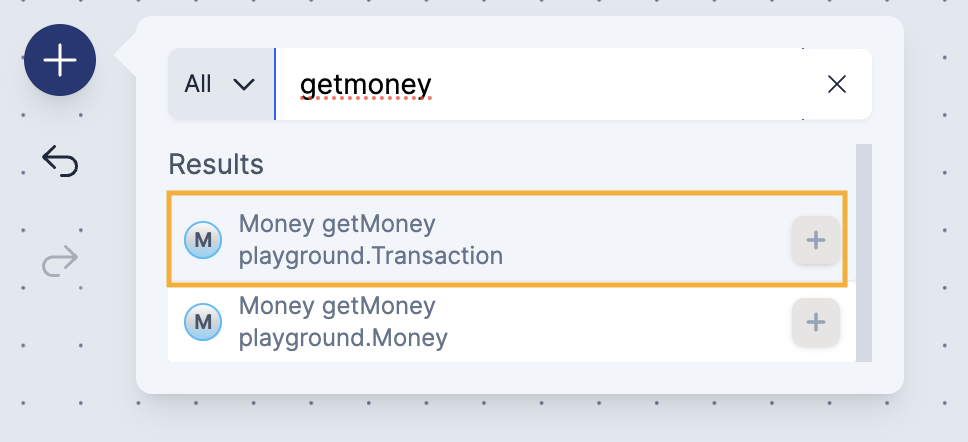 All
getmoney
Results
M
Money getMoney
playground.Transaction
M
Money getMoney
playground.Money